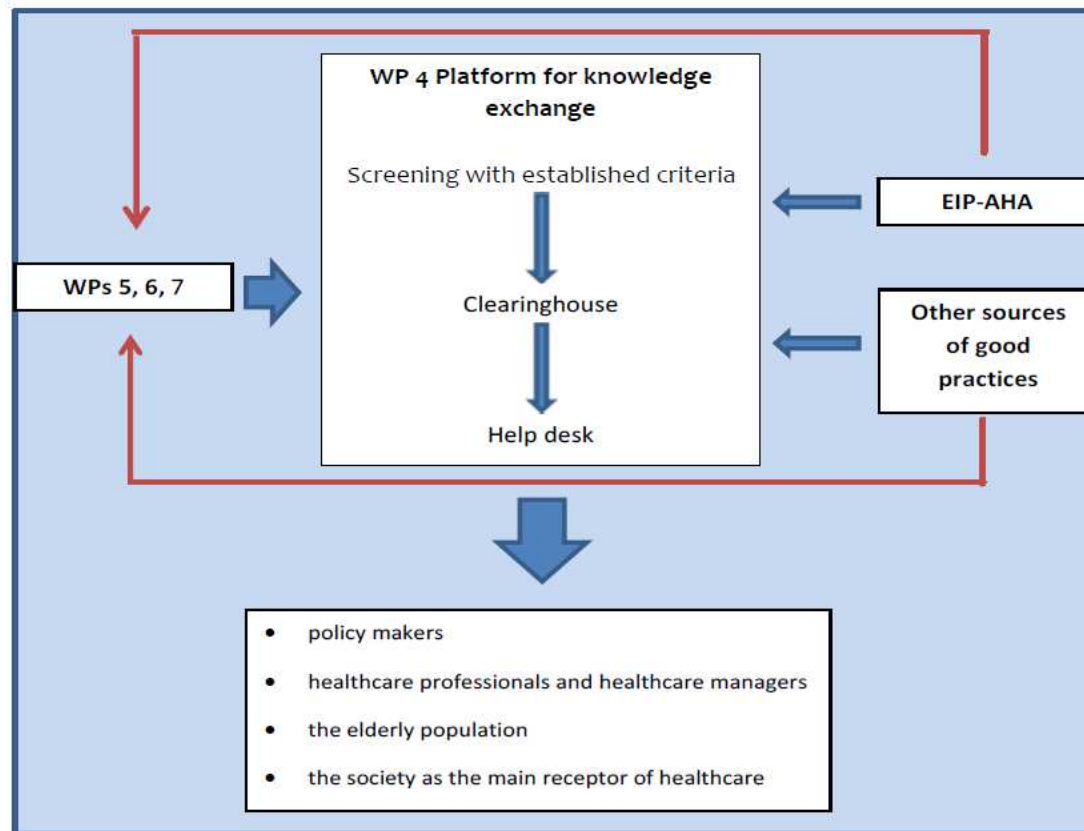 WP 4 Platform for knowledge
exchange
Screening with established criteria
EIP-AHA
WPs 5, 6, 7
Clearinghouse
Other sources
of good
practices
Help desk
• policy makers
• healthcare professionals and healthcare managers
• the elderly population
• the society as the main receptor of healthcare